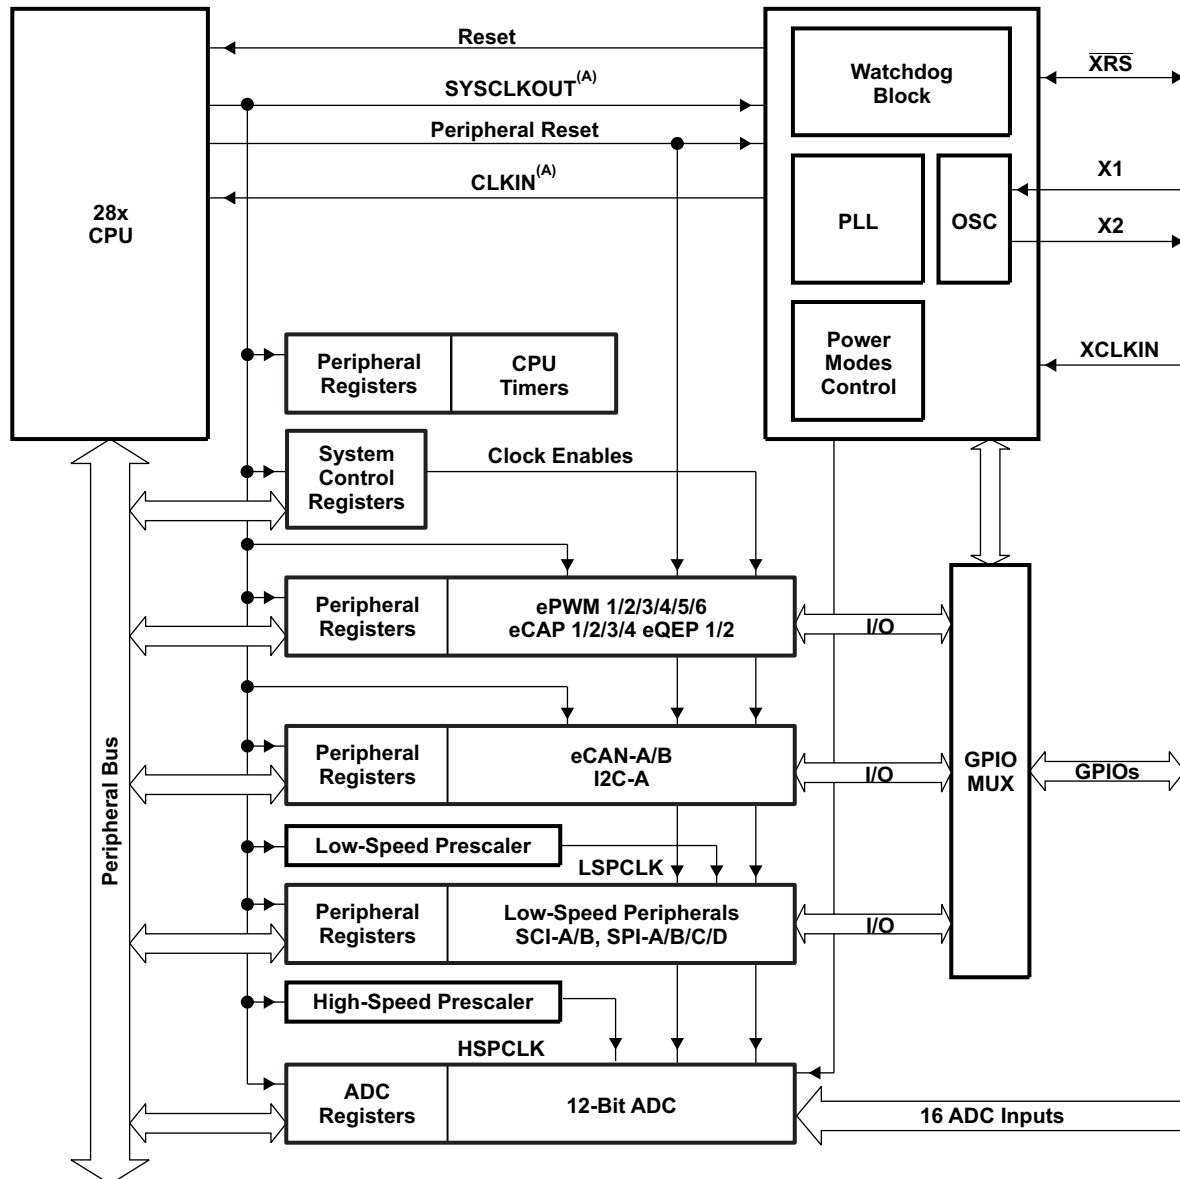 Reset
SYSCLKOUT(A)
Peripheral Reset
CLKIN(A)
28x
CPU
Watchdog
Block
PLL
OSC
Power
Modes
Control
XRS
X1
X2
XCLKIN
Peripheral
Registers
CPU
Timers
System
Control
Registers
Clock Enables
Peripheral
Registers
ePWM 1/2/3/4/5/6
eCAP 1/2/3/4 eQEP 1/2
I/O
Peripheral
Registers
eCAN-A/B
I2C-A
I/O
GPIO
MUX
GPIOs
Peripheral Bus
Low-Speed Prescaler
LSPCLK
Peripheral
Registers
Low-Speed Peripherals
SCI-A/B, SPI-A/B/C/D
I/O
High-Speed Prescaler
HSPCLK
ADC
Registers
12-Bit ADC
16 ADC Inputs